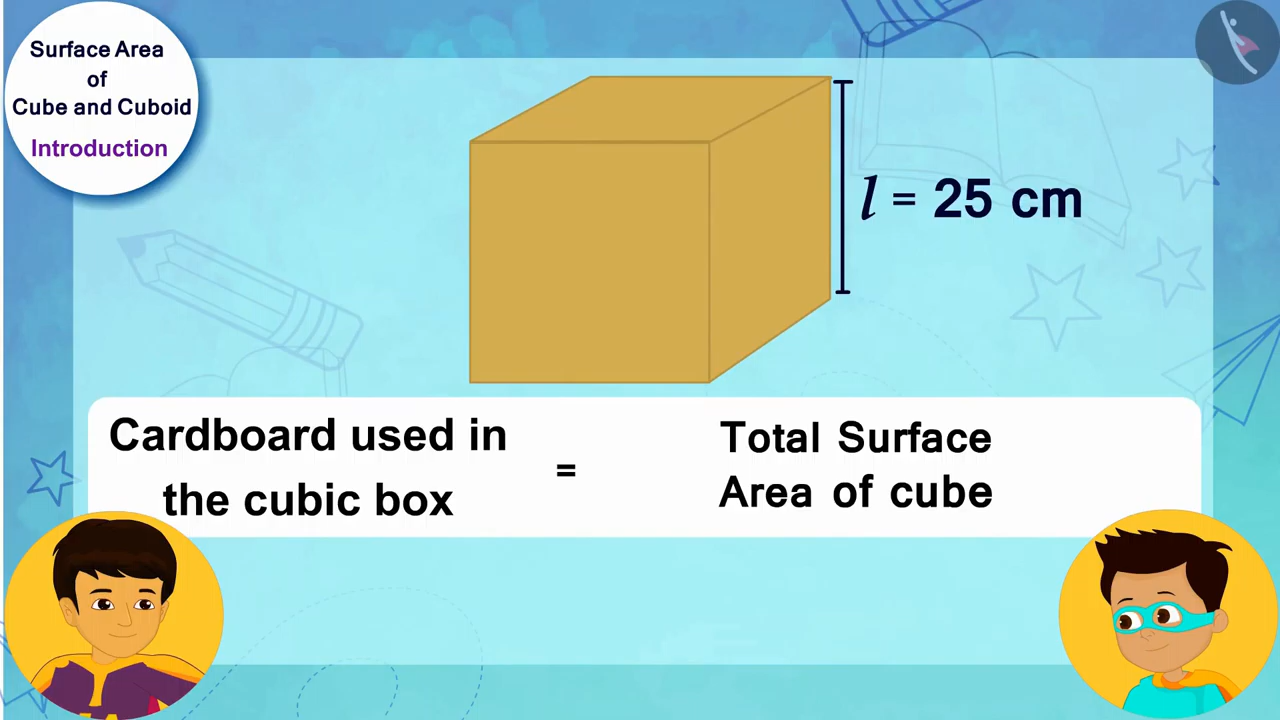 Surface Area
of
Cube and Cuboid
Introduction
l = 25 cm
Cardboard used in
the cubic box
=
Total Surface
Area of cube